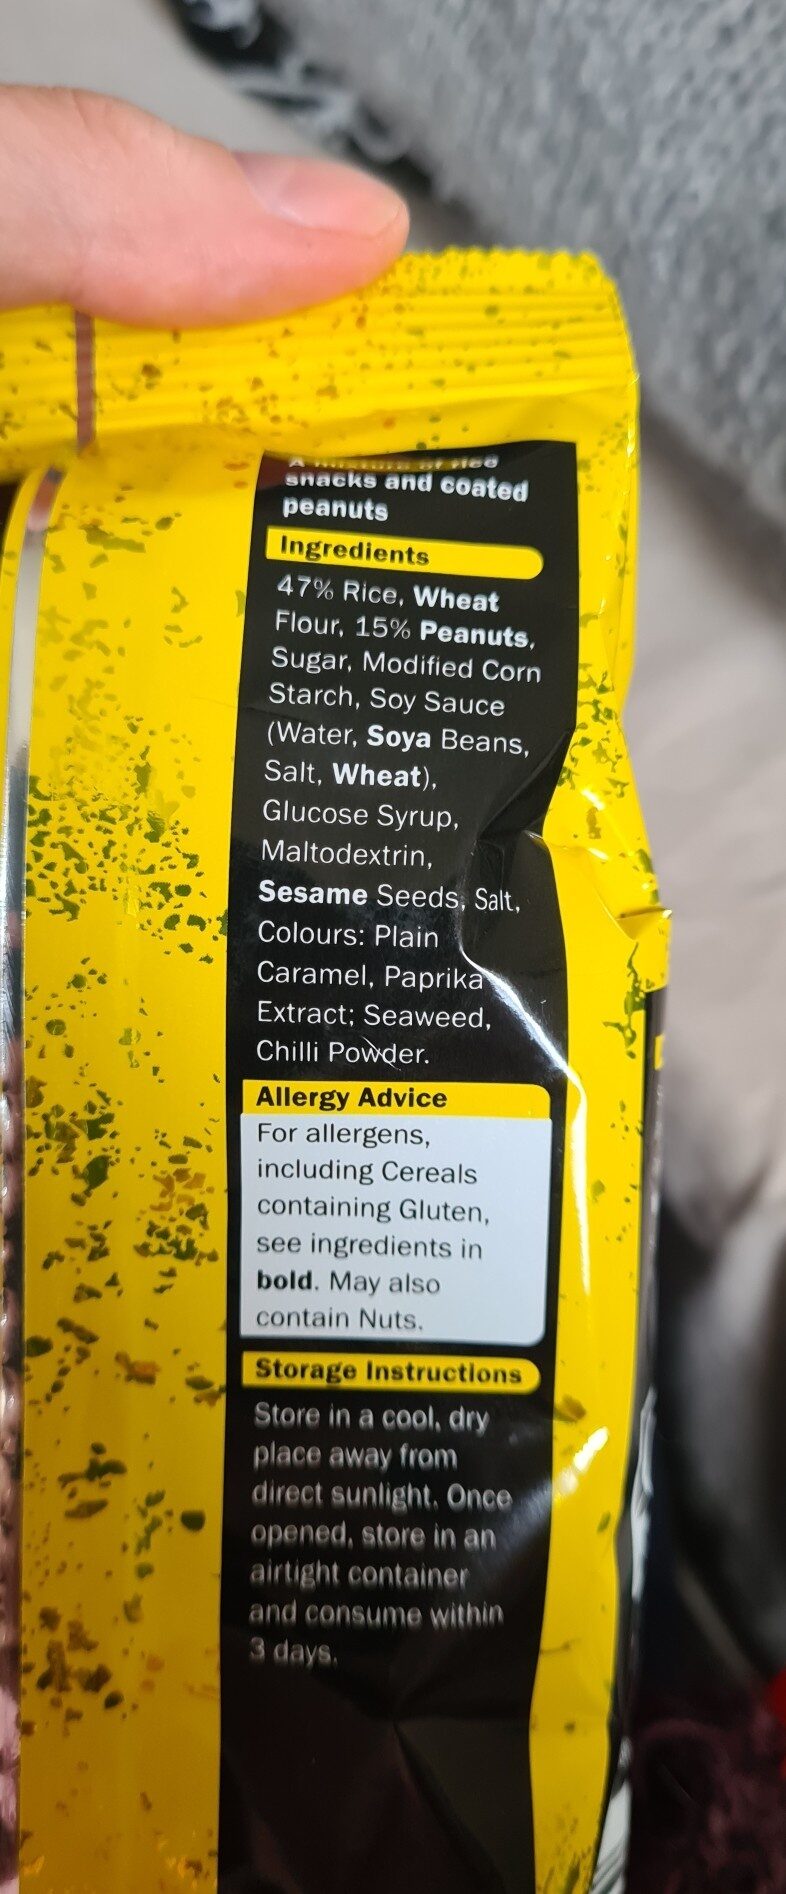 A mixture of rice
snacks and coated
peanuts
Ingredients
47% Rice, Wheat
Flour, 15% Peanuts,
Sugar, Modified Corn
Starch, Soy Sauce
(Water, Soya Beans,
Salt, Wheat),
Glucose Syrup,
Maltodextrin,
Sesame Seeds, Salt,
Colours: Plain
Caramel, Paprika
Extract; Seaweed,
Chilli Powder.
Allergy Advice
For allergens,
including Cereals
containing Gluten,
see ingredients in
bold. May also
contain Nuts.
Storage Instructions
Store in a cool, dry
place away from
direct sunlight. Once
opened, store in an
airtight container
and consume within
3 days.